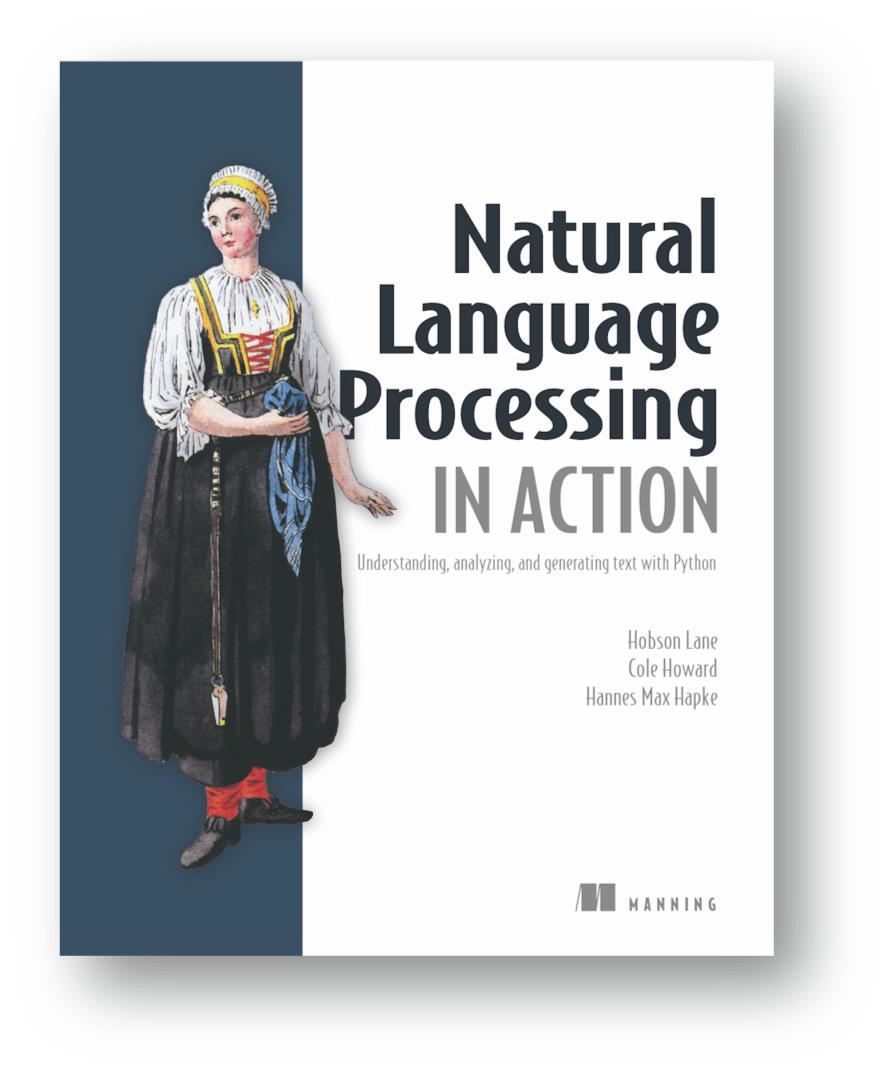 Natural
Language
Processing
IN ACTION
Understanding, analyzing, and generating text with Python
Hobson Lane
Cole Howard
Hannes Max Hapke
MANNING